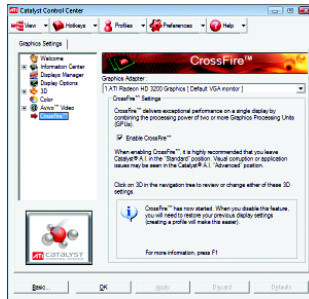 Catalyst Control Center
View
Hotkeys
Profiles
Preferences
Help
Graphics Settings
Welcome
Information Center
Displays Manager
Display Options
3D
Color
Avivo™ Video
CrossFire™
CATALYST
CrossFire™
Graphics Adapter:
1 ATI Radeon HD 3200 Graphics [ Default VGA monitor ]
CrossFire™ Settings
CrossFire™ delivers exceptional performance on a single display by
combining the processing power of two or more Graphics Processing Units
(GPUs).
Enable CrossFire™
When enabling CrossFire™, it is highly recommended that you leave
Catalyst® A.I. in the "Standard" position. Visual corruption or application
issues may be seen in the Catalyst® A.I. "Advanced" position.
Click on 3D in the navigation tree to review or change either of these 3D
settings.
CrossFire™ has now started. When you disable this feature,
you will need to restore your previous display settings
(creating a profile will make this easier).
For more information, press F1
Basic...
OK
Apply
Discard
Defaults